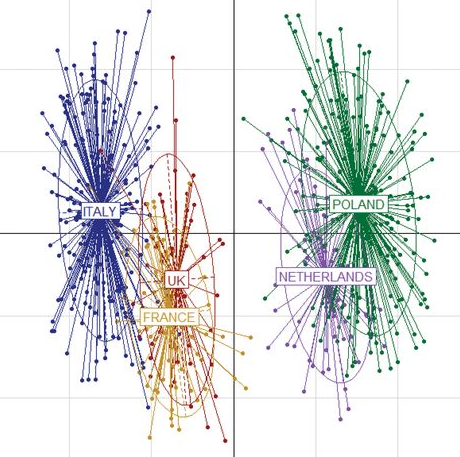 POLAND
ITALY
NETHERLANDS
UK
FRANCE